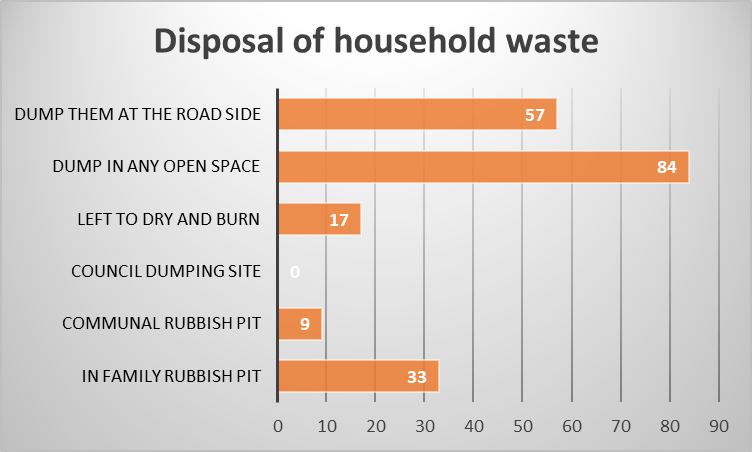 Disposal of household waste
DUMP THEM AT THE ROAD SIDE 57
DUMP IN ANY OPEN SPACE 84
LEFT TO DRY AND BURN 17
COUNCIL DUMPING SITE 0
COMMUNAL RUBBISH PIT 9
IN FAMILY RUBBISH PIT 33
0 10 20 30 40 50 60 70 80 90